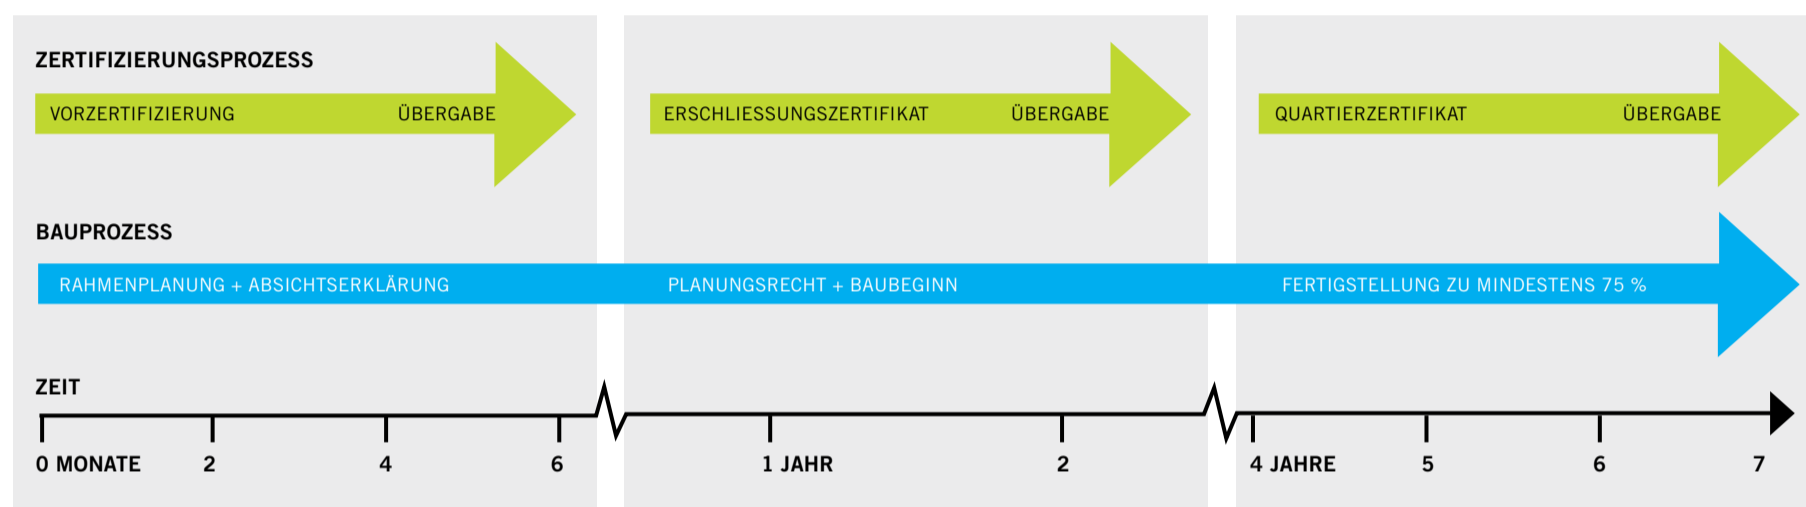 ZERTIFIZIERUNGSPROZESS
VORZERTIFIZIERUNG ÜBERGABE ERSCHLIESSUNGSZERTIFIKAT ÜBERGABE QUARTIERZERTIFIKAT ÜBERGABE
BAUPROZESS
RAHMENPLANUNG + ABSICHTSERKLÄRUNG PLANUNGSRECHT + BAUBEGINN FERTIGSTELLUNG ZU MINDESTENS 75 %
ZEIT
0 MONATE 2 4 6 1 JAHR 2 4 JAHRE 5 6 7